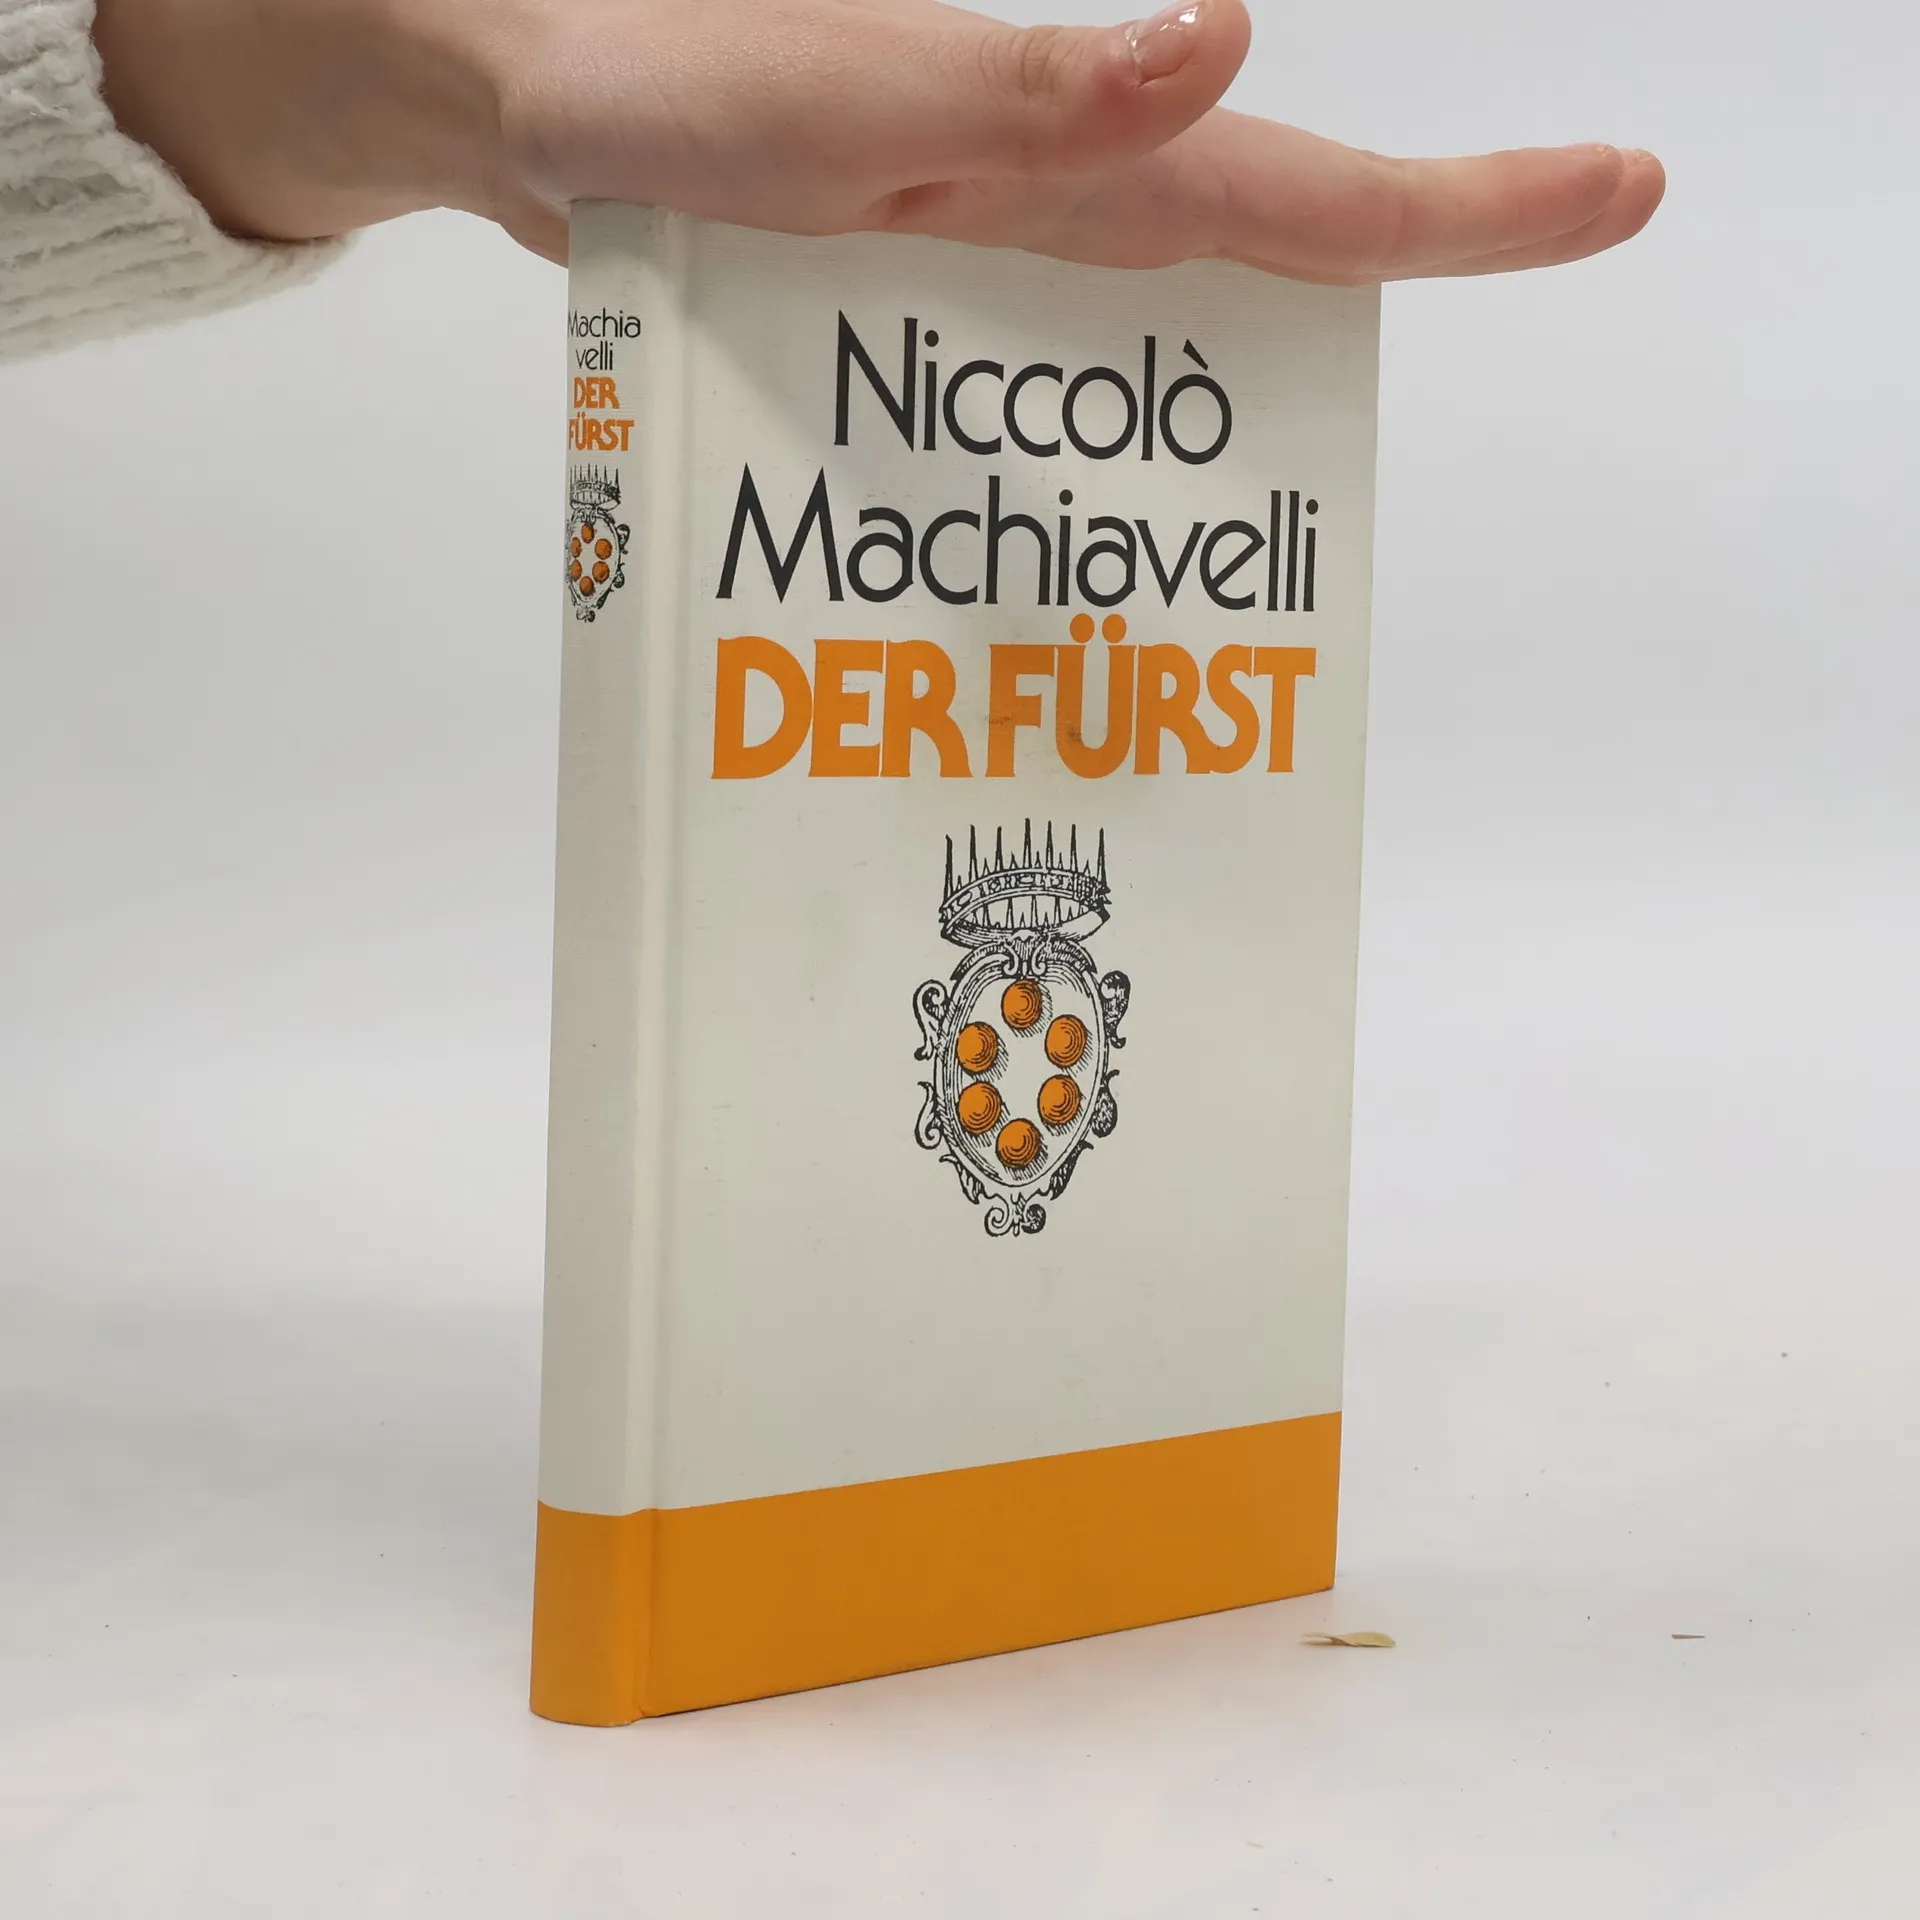 Machia
velli
DER
FÜRST
Niccolò
Machiavelli
DER FÜRST